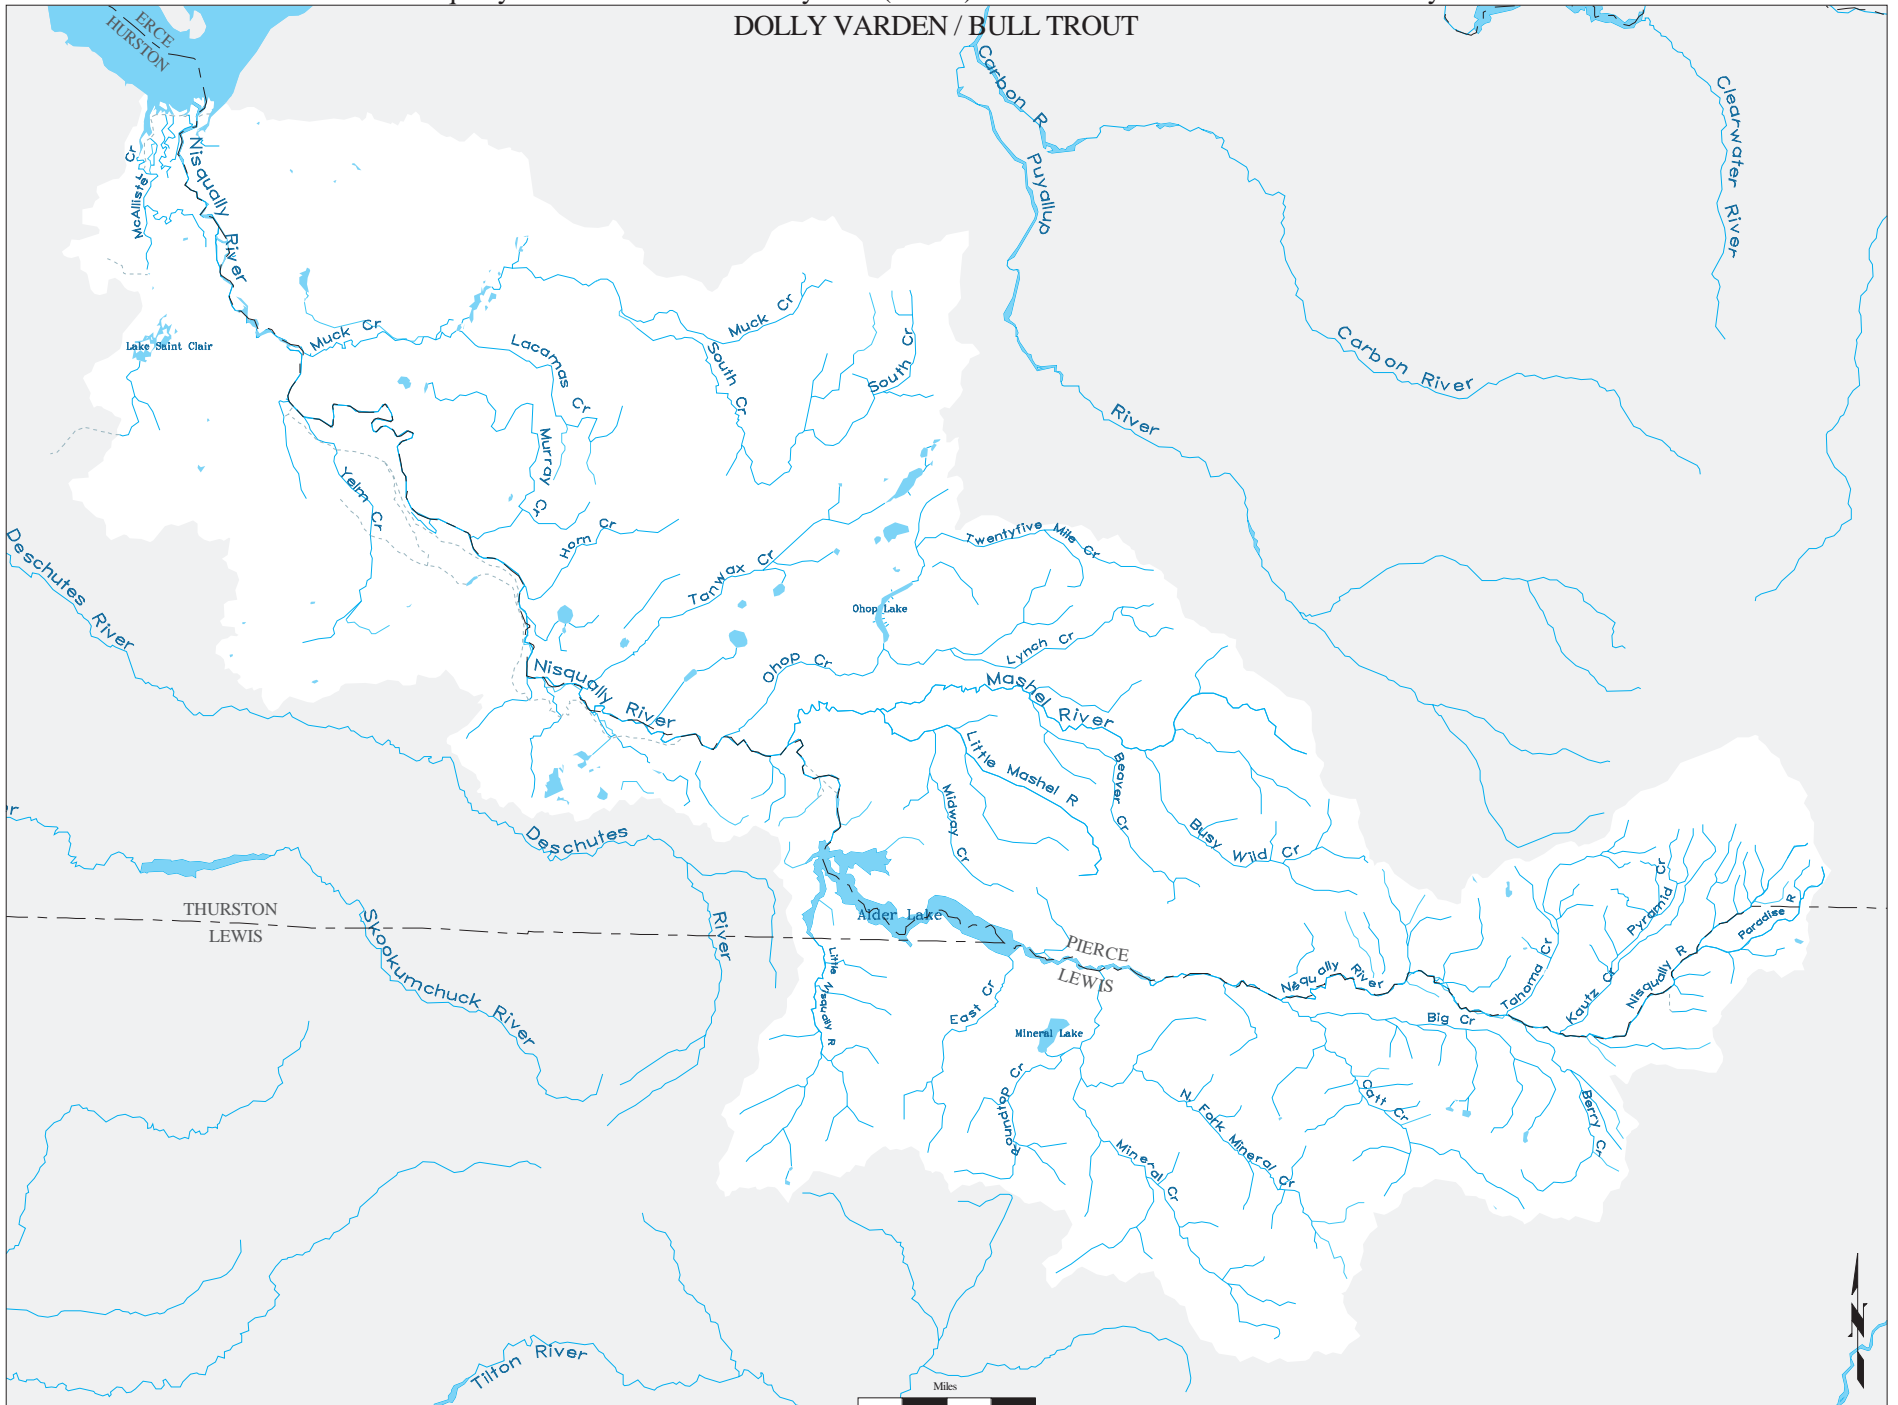 DOLLY VARDEN / BULL TROUT
ERCE
HURSTON
Carbon R
Clearwater River
Puyallup
McAllister Cr
Nisqually
River
Muck Cr
Muck Cr
Lake Saint Clair
Lacamas Cr
South Cr
South Cr
Carbon River
River
Murray Cr
Yelm Cr
Horn Cr
Twentyfive Mile Cr
Deschutes River
Tanwax Cr
Ohop Lake
Lynch Cr
Ohop Cr
Nisqually River
Mashel River
Little Mashel R
Beaver Cr
Midway Cr
Busy Wild Cr
r
Deschutes
River
THURSTON
LEWIS
Skookumchuck River
Alder Lake
PIERCE
LEWIS
Little Nisqually R
East Cr
Mineral Lake
Roundtop Cr
Nisqually River
Big Cr
Tahoma Cr
Kautz Cr
Pyramid Cr
Nisqually R
Paradise R
Catt Cr
Berry Cr
N. Fork Mineral Cr
Mineral Cr
Tilton River
Miles
N